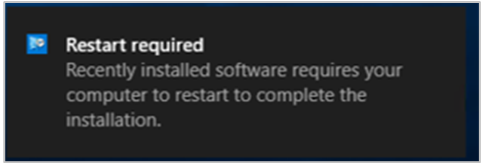 Restart required
Recently installed software requires your
computer to restart to complete the
installation.